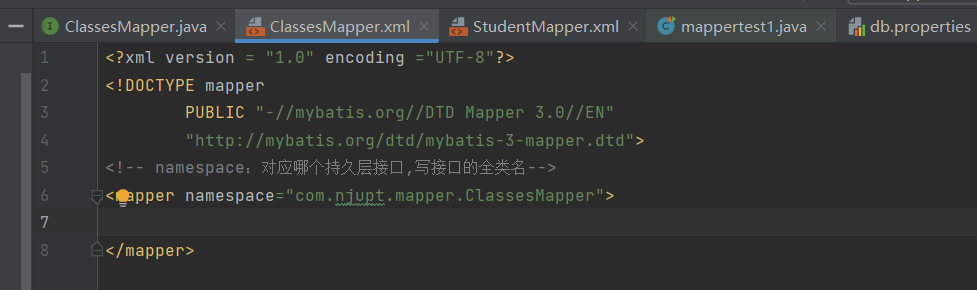 ClassesMapper.java ClassesMapper.xml StudentMapper.xml mappertest1.java db.properties
1 <?xml version = "1.0" encoding ="UTF-8"?>
2 <!DOCTYPE mapper
3 PUBLIC "-//mybatis.org//DTD Mapper 3.0//EN"
4 "http://mybatis.org/dtd/mybatis-3-mapper.dtd">
5 <!-- namespace：对应哪个持久层接口,写接口的全类名-->
6 <mapper namespace="com.njupt.mapper.ClassesMapper">
7
8 </mapper>